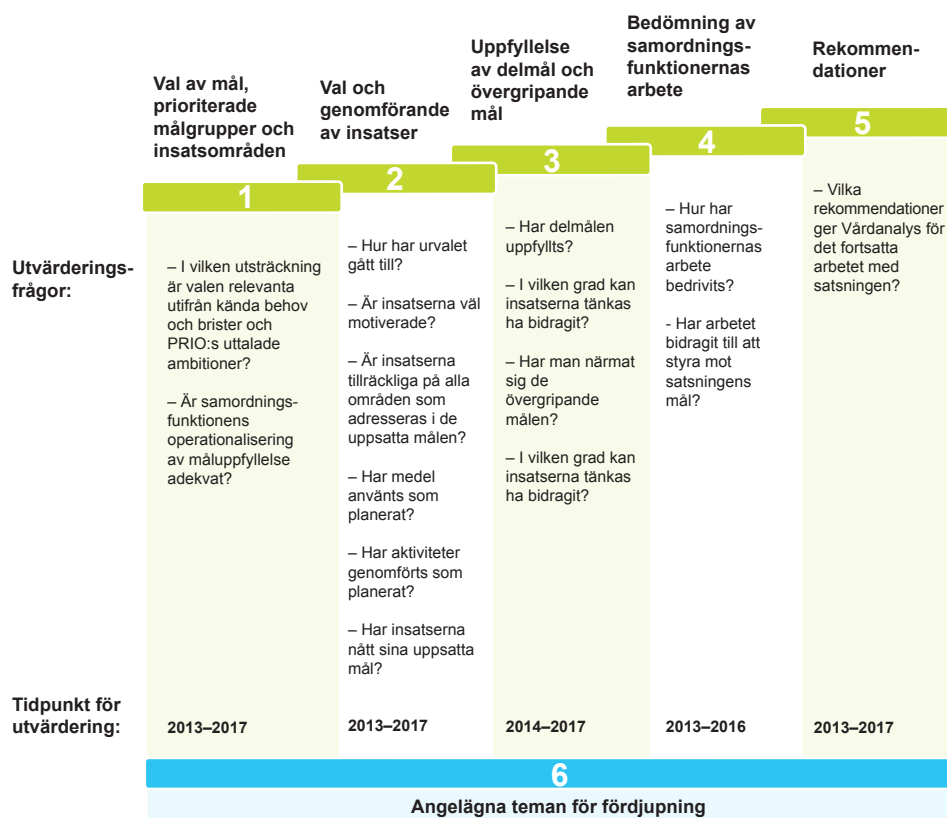 Val av mål,
prioriterade
målgrupper och
insatsområden
1
Val och
genomförande
av insatser
2
Uppfyllelse
av delmål och
övergripande
mål
3
Bedömning av
samordnings-
funktionernas
arbete
4
Rekommen-
dationer
5
Utvärderings-
frågor:
– I vilken utsträckning
är valen relevanta
utifrån kända behov
och brister och
PRIO:s uttalade
ambitioner?
– Är samordnings-
funktionens
operationalisering
av måluppfyllelse
adekvat?
– Hur har urvalet
gått till?
– Är insatserna väl
motiverade?
– Är insatserna
tillräckliga på alla
områden som
adresseras i de
uppsatta målen?
– Har medel
använts som
planerat?
– Har aktiviteter
genomförts som
planerat?
– Har insatserna
nått sina uppsatta
mål?
– Har delmålen
uppfyllts?
– I vilken grad kan
insatserna tänkas
ha bidragit?
– Har man närmat
sig de
övergripande
målen?
– I vilken grad kan
insatserna tänkas
ha bidragit?
– Hur har
samordnings-
funktionernas
arbete
bedrivits?
- Har arbetet
bidragit till att
styra mot
satsningens
mål?
– Vilka
rekommendationer
ger Vårdanalys för
det fortsatta
arbetet med
satsningen?
Tidpunkt för
utvärdering:
2013–2017
2013–2017
2014–2017
2013–2016
2013–2017
6
Angelägna teman för fördjupning